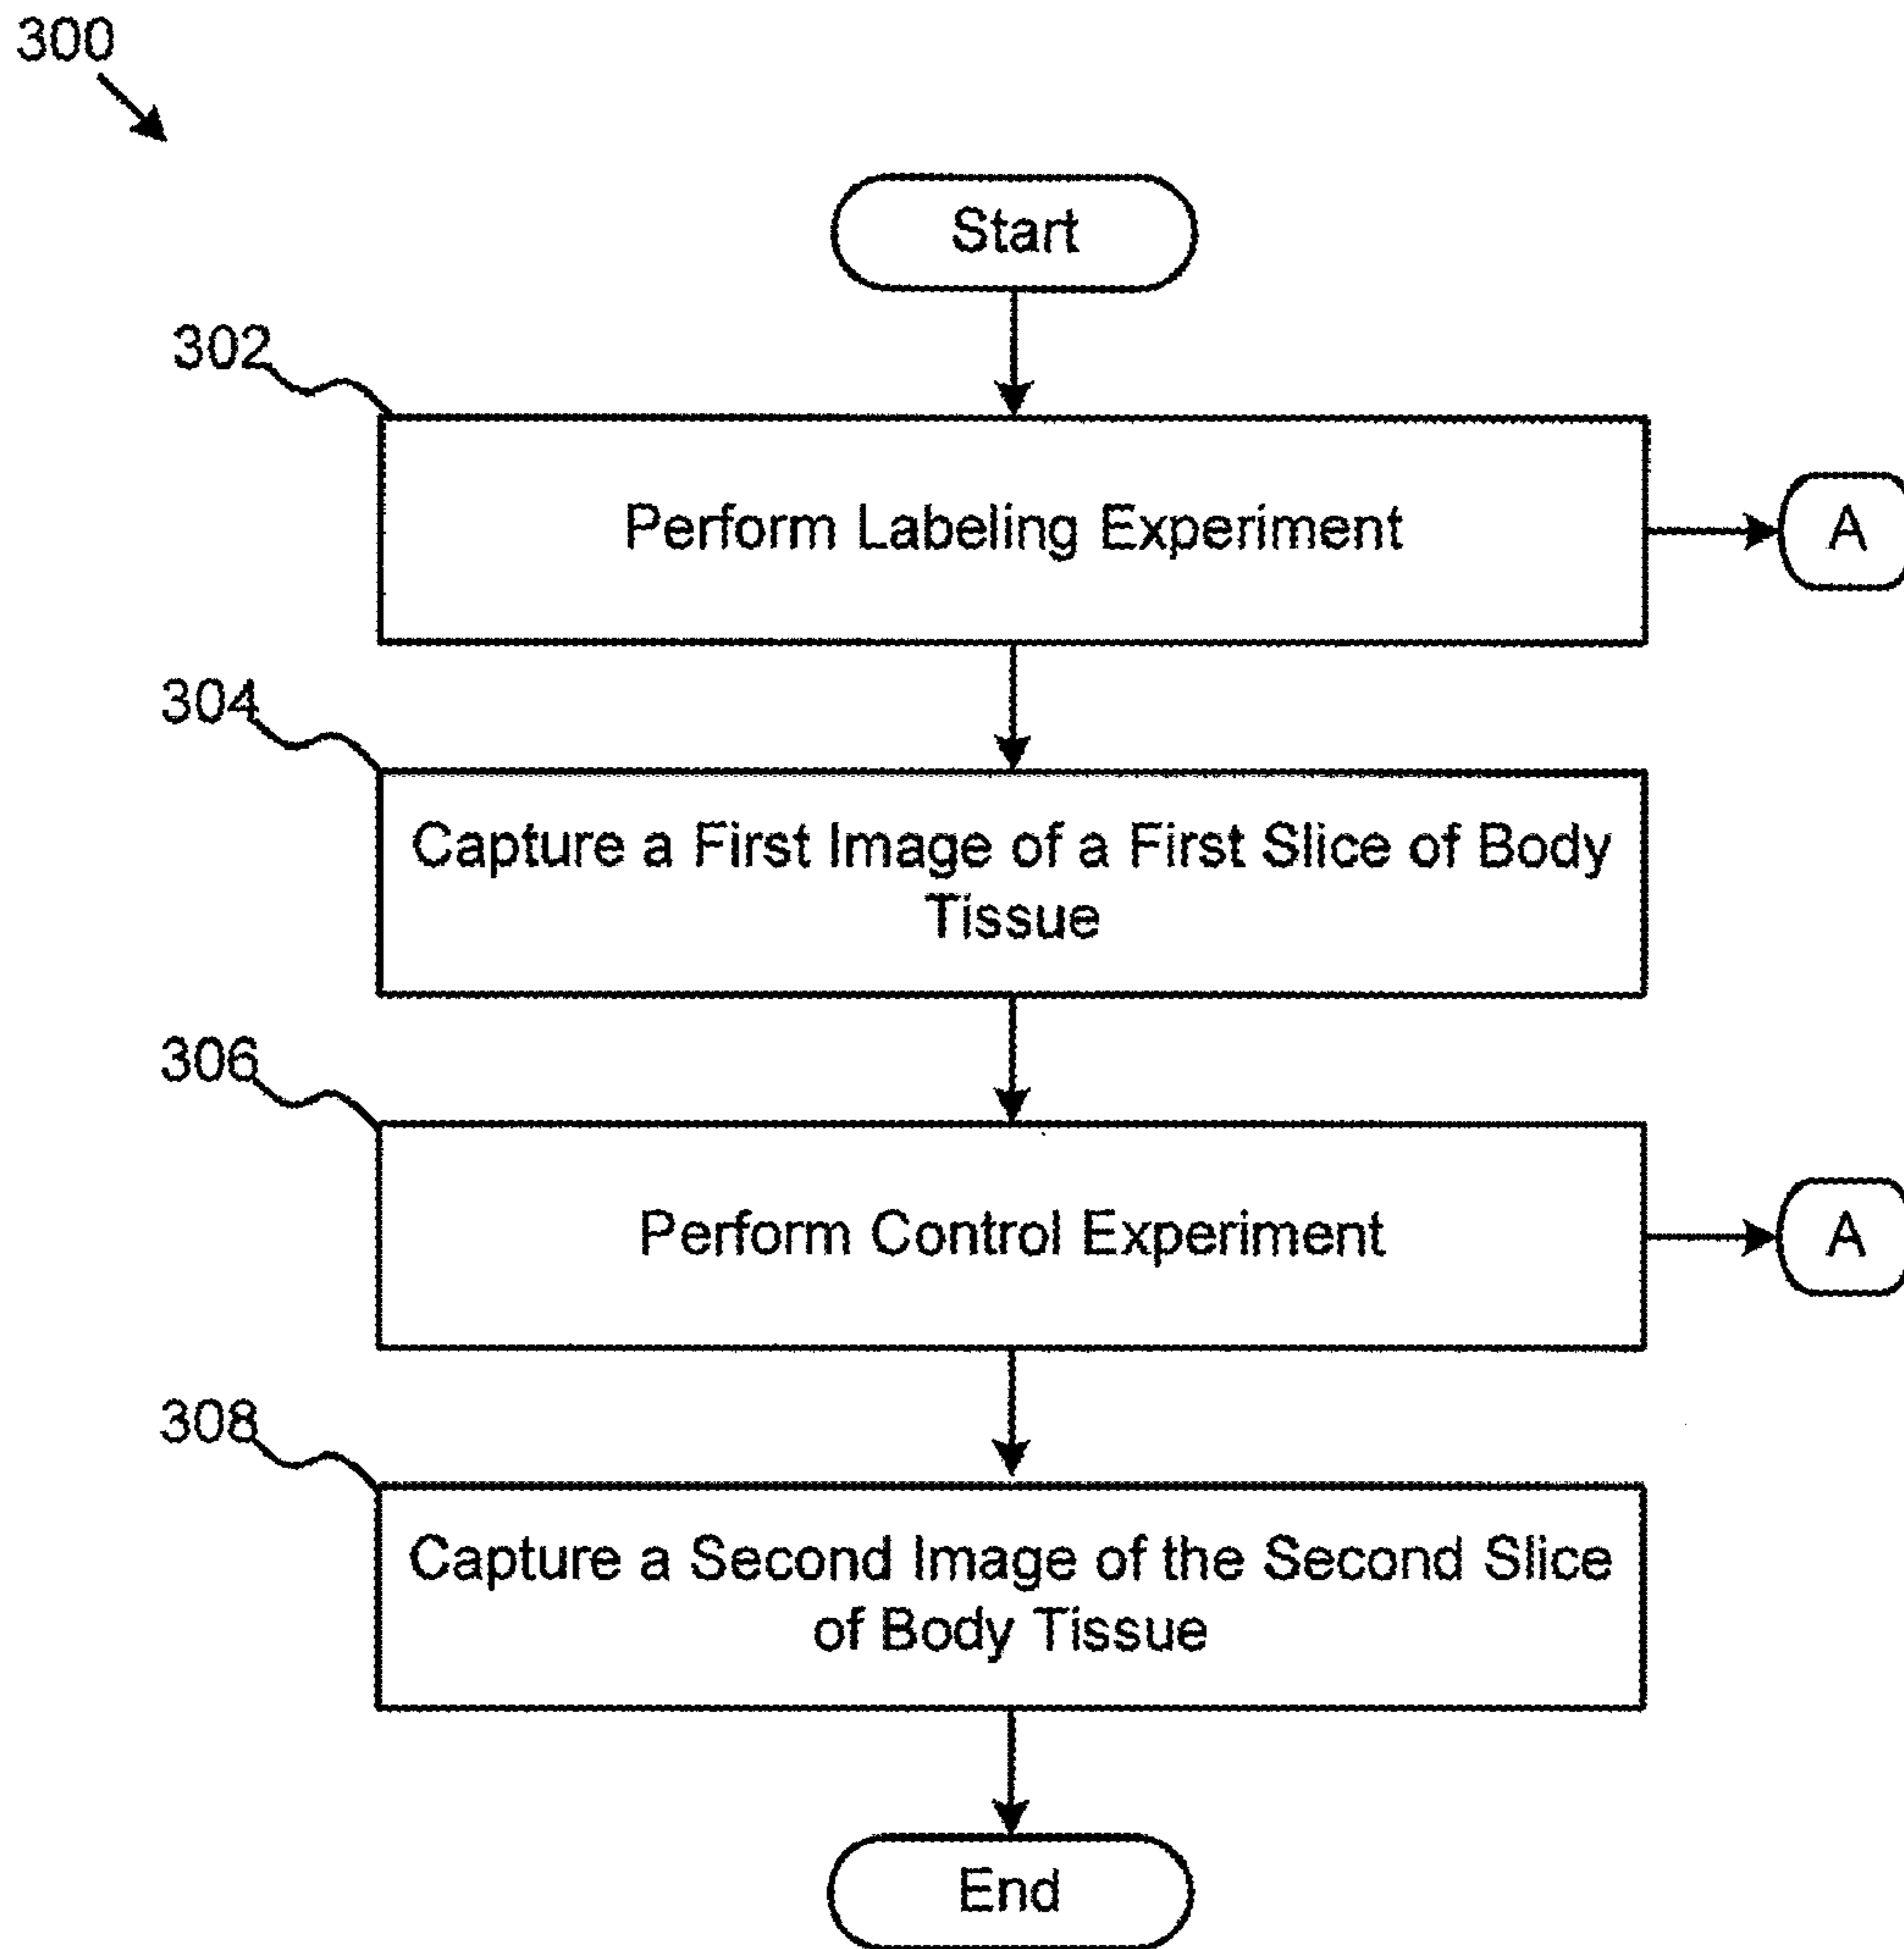 300
Start
302
Perform Labeling Experiment
A
304
Capture a First Image of a First Slice of Body
Tissue
306
Perform Control Experiment
A
308
Capture a Second Image of the Second Slice
of Body Tissue
End